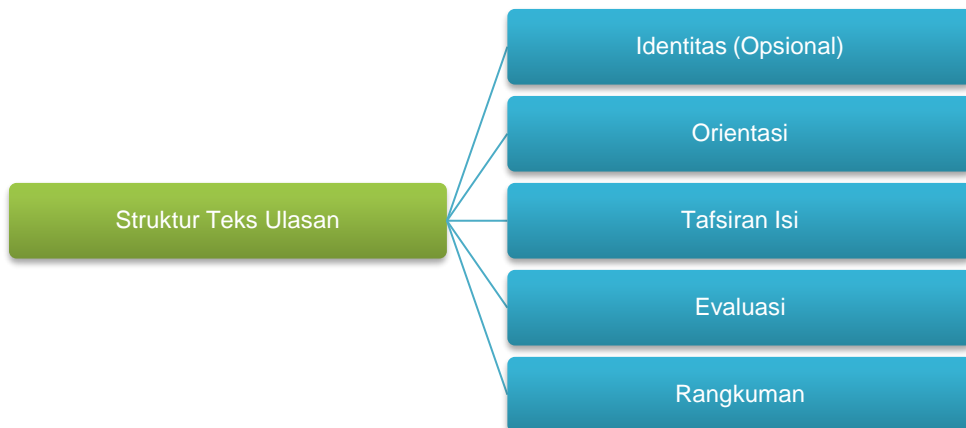 Struktur Teks Ulasan
Identitas (Opsional)
Orientasi
Tafsiran Isi
Evaluasi
Rangkuman